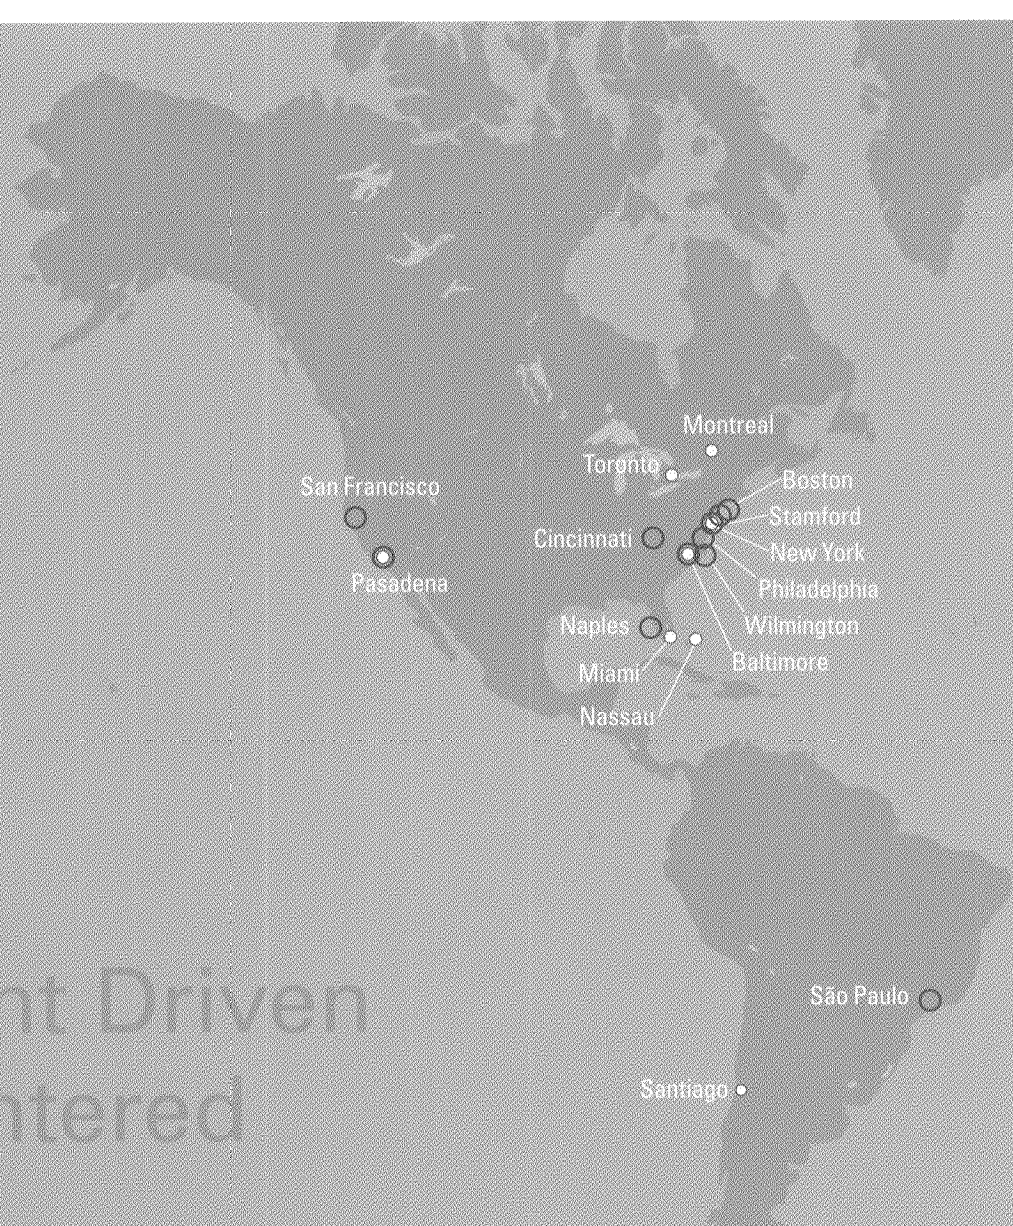 Montreal
Toronto
Boston
San Francisco
Stamford
Cincinnati
New York
Pasadena
Philadelphia
Naples
Wilmington
Baltimore
Miami
Nassau
nt Driven
São Paulo
Santiago
ntered